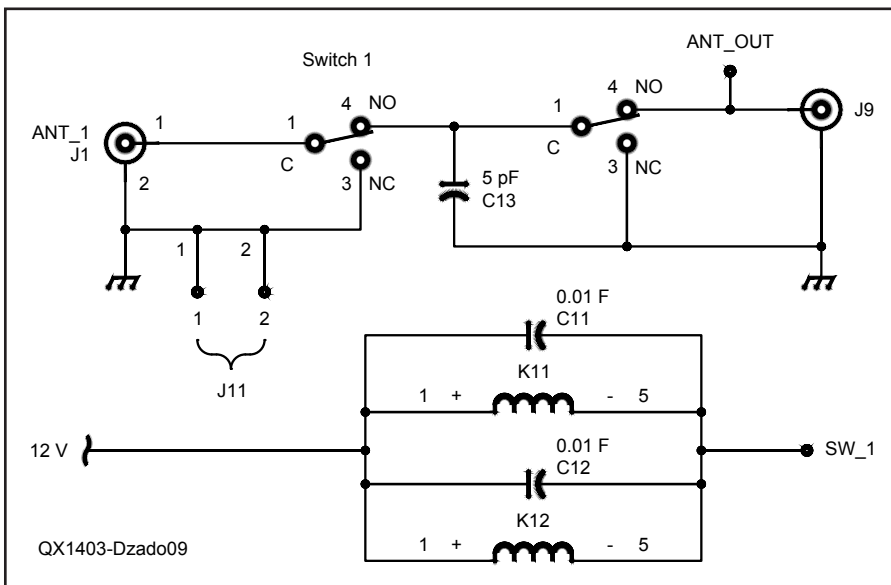 ANT_OUT
Switch 1
4 NO
4 NO
J9
ANT_1
J1
1
1
C
1
C
2
3 NC
5 pF
C13
3 NC
1 2
1 2
J11
0.01 F
C11
K11
1 + - 5
12 V
0.01 F
C12
SW_1
K12
1 + - 5
QX1403-Dzado09